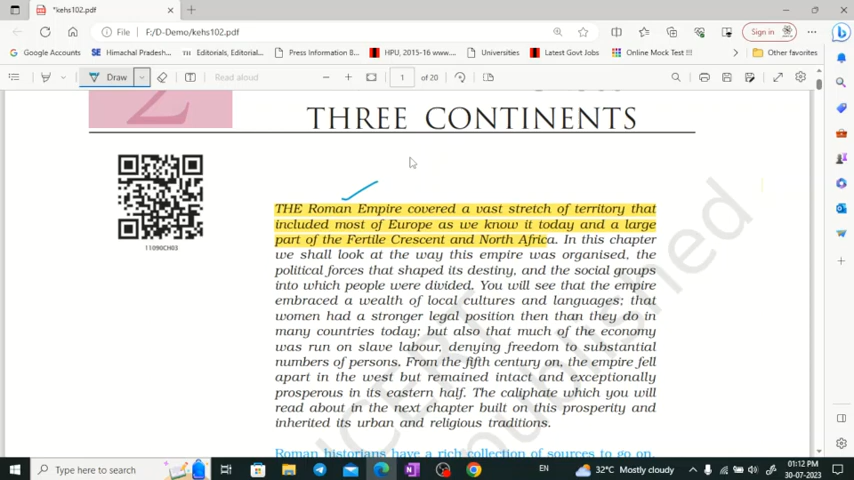 *kehs102.pdf
File
F:/D-Demo/kehs102.pdf
Sign in
Google Accounts
Himachal Pradesh...
Editorials, Editorial...
Press Information B...
HPU, 2015-16 www....
Universities
Latest Govt Jobs
Online Mock Test !!!
Other favorites
Draw
Read aloud
1 of 20
2
THREE CONTINENTS
11090CH03
THE Roman Empire covered a vast stretch of territory that
included most of Europe as we know it today and a large
part of the Fertile Crescent and North Africa. In this chapter
we shall look at the way this empire was organised, the
political forces that shaped its destiny, and the social groups
into which people were divided. You will see that the empire
embraced a wealth of local cultures and languages; that
women had a stronger legal position then than they do in
many countries today; but also that much of the economy
was run on slave labour, denying freedom to substantial
numbers of persons. From the fifth century on, the empire fell
apart in the west but remained intact and exceptionally
prosperous in its eastern half. The caliphate which you will
read about in the next chapter built on this prosperity and
inherited its urban and religious traditions.
Roman historians have a rich collection of sources to go on,
Type here to search
EN
32°C Mostly cloudy
01:12 PM
30-07-2023